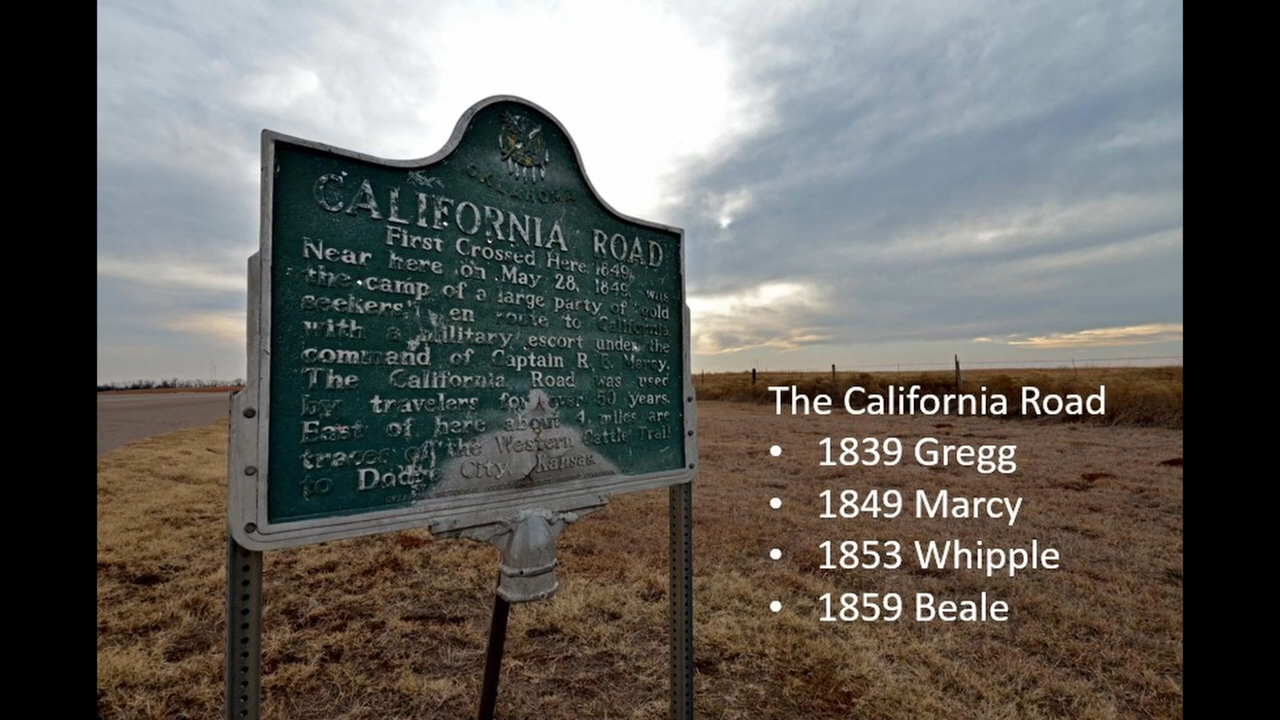 OKLAHOMA
CALIFORNIA ROAD
First Crossed Here 1849
Near here on May 28, 1849, was
the camp of a large party of "gold
seekers" en route to California
with a military escort under the
command of Captain R. B. Marcy.
The California Road was used
by travelers for over 50 years.
East of here about 4 miles are
traces of the Western Cattle Trail
to Dodge City, Kansas.
The California Road
• 1839 Gregg
• 1849 Marcy
• 1853 Whipple
• 1859 Beale